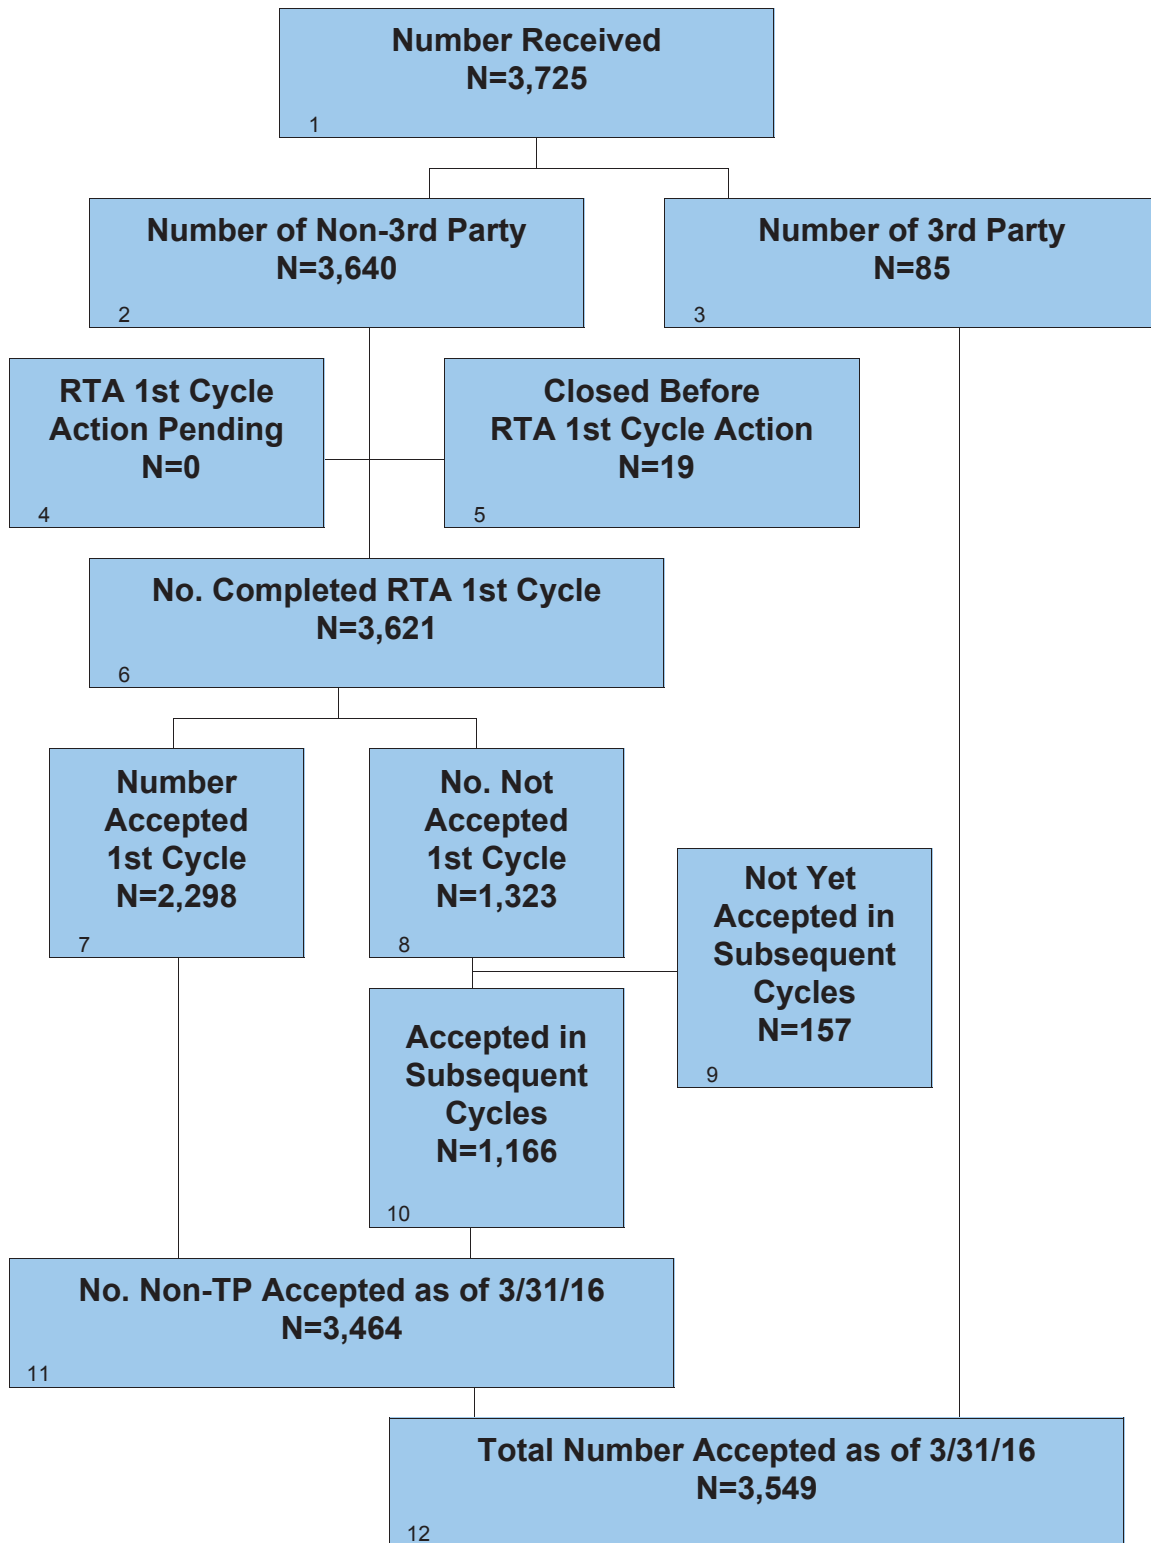 Number Received
N=3,725
1
Number of Non-3rd Party
N=3,640
2
Number of 3rd Party
N=85
3
RTA 1st Cycle
Action Pending
N=0
4
Closed Before
RTA 1st Cycle Action
N=19
5
No. Completed RTA 1st Cycle
N=3,621
6
Number
Accepted
1st Cycle
N=2,298
7
No. Not
Accepted
1st Cycle
N=1,323
8
Not Yet
Accepted in
Subsequent
Cycles
N=157
9
Accepted in
Subsequent
Cycles
N=1,166
10
No. Non-TP Accepted as of 3/31/16
N=3,464
11
Total Number Accepted as of 3/31/16
N=3,549
12